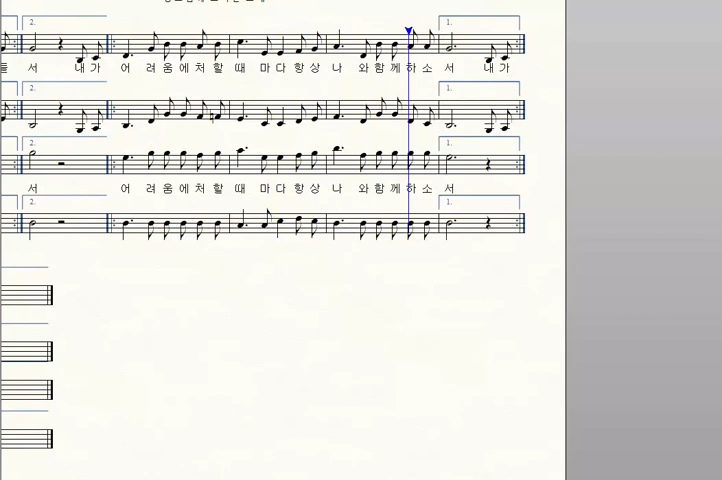 2. 1.
서 내 가 어 려 움 에 처 할 때 마 다 항 상 나 와 함 께 하 소 서 내 가
2. 1.
2. 1.
서 어 려 움 에 처 할 때 마 다 항 상 나 와 함 께 하 소 서
2. 1.